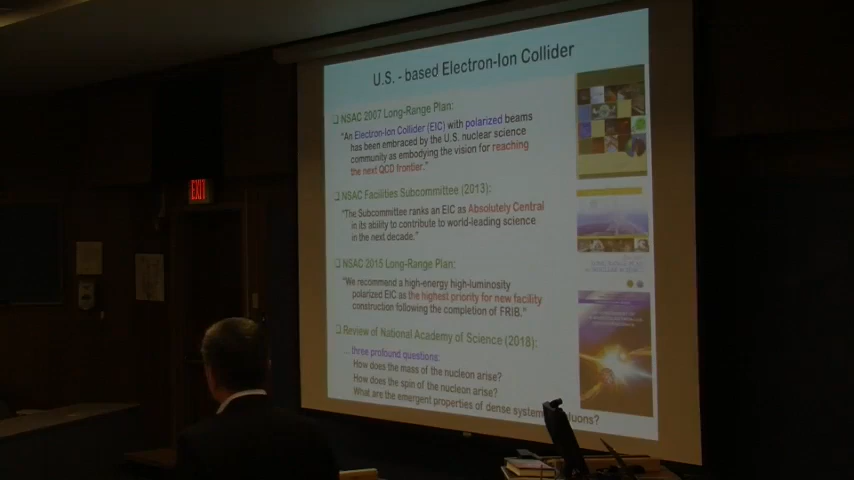 U.S. - based Electron-Ion Collider
NSAC 2007 Long-Range Plan:
"An Electron-Ion Collider (EIC) with polarized beams
has been embraced by the U.S. nuclear science
community as embodying the vision for reaching
the next QCD frontier."
NSAC Facilities Subcommittee (2013):
"The Subcommittee ranks an EIC as Absolutely Central
in its ability to contribute to world-leading science
in the next decade."
NSAC 2015 Long-Range Plan:
"We recommend a high-energy high-luminosity
polarized EIC as the highest priority for new facility
construction following the completion of FRIB."
Review of National Academy of Science (2018):
... three profound questions:
How does the mass of the nucleon arise?
How does the spin of the nucleon arise?
What are the emergent properties of dense system
EXIT